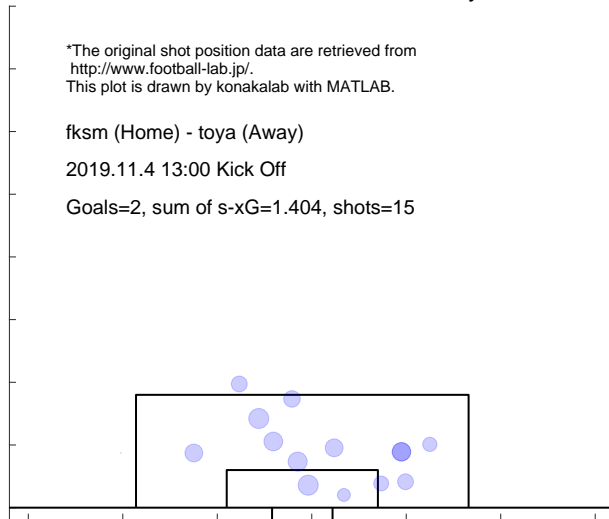 *The original shot position data are retrieved from
http://www.football-lab.jp/.
This plot is drawn by konakalab with MATLAB.
fksm (Home) - toya (Away)
2019.11.4 13:00 Kick Off
Goals=2, sum of s-xG=1.404, shots=15